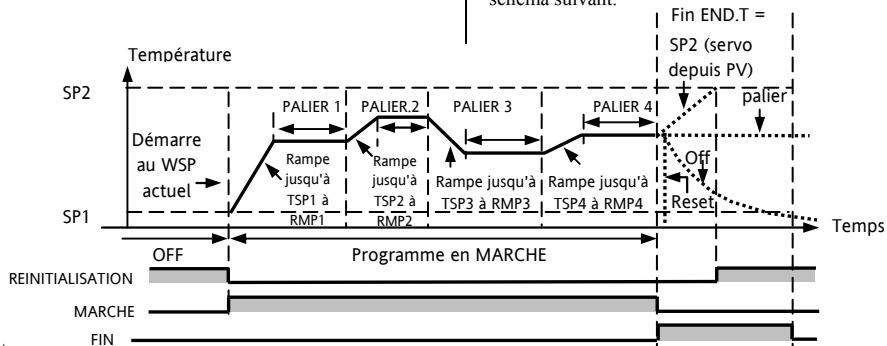 schéma suivant.
Fin END.T =
SP2 (servo
depuis PV)
palier
Température
SP2
PALIER 1
PALIER.2
PALIER 3
PALIER 4
Démarre
au WSP
actuel
Rampe
jusqu'à
TSP1 à
RMP1
Rampe
jusqu'à
TSP2 à
RMP2
Rampe jusqu'à
TSP3 à RMP3
Rampe jusqu'à
TSP4 à RMP4
Off
Reset
SP1
Temps
OFF
Programme en MARCHE
REINITIALISATION
MARCHE
FIN